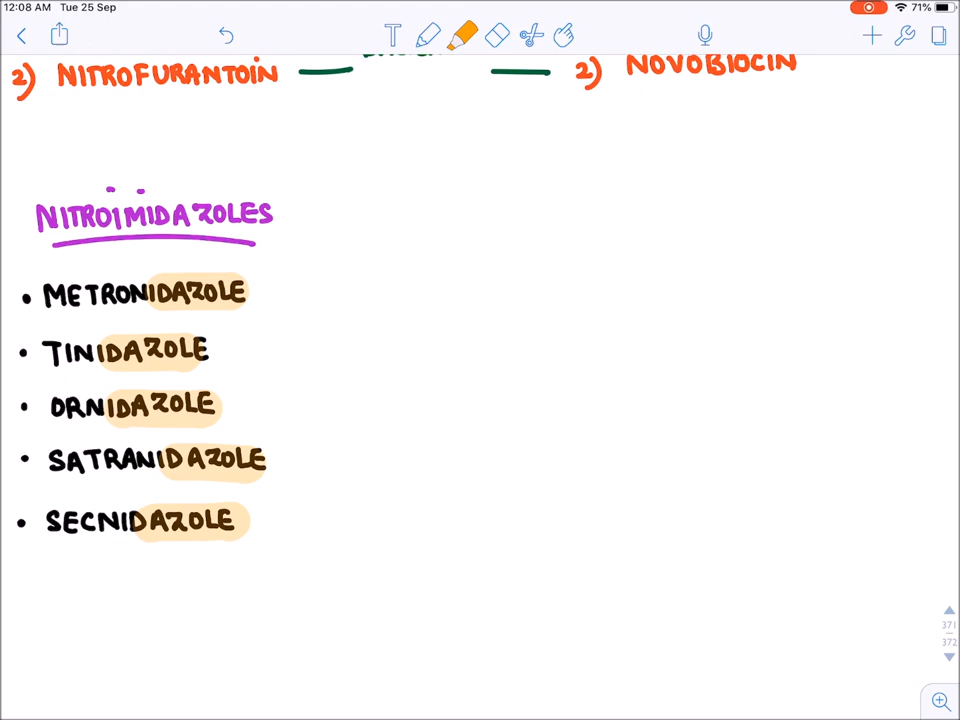 12:08 AM Tue 25 Sep
71%
2) NITROFURANTOIN
2) NOVOBIOCIN
NITROIMIDAZOLES
• METRONIDAZOLE
• TINIDAZOLE
• ORNIDAZOLE
• SATRANIDAZOLE
• SECNIDAZOLE
371
372